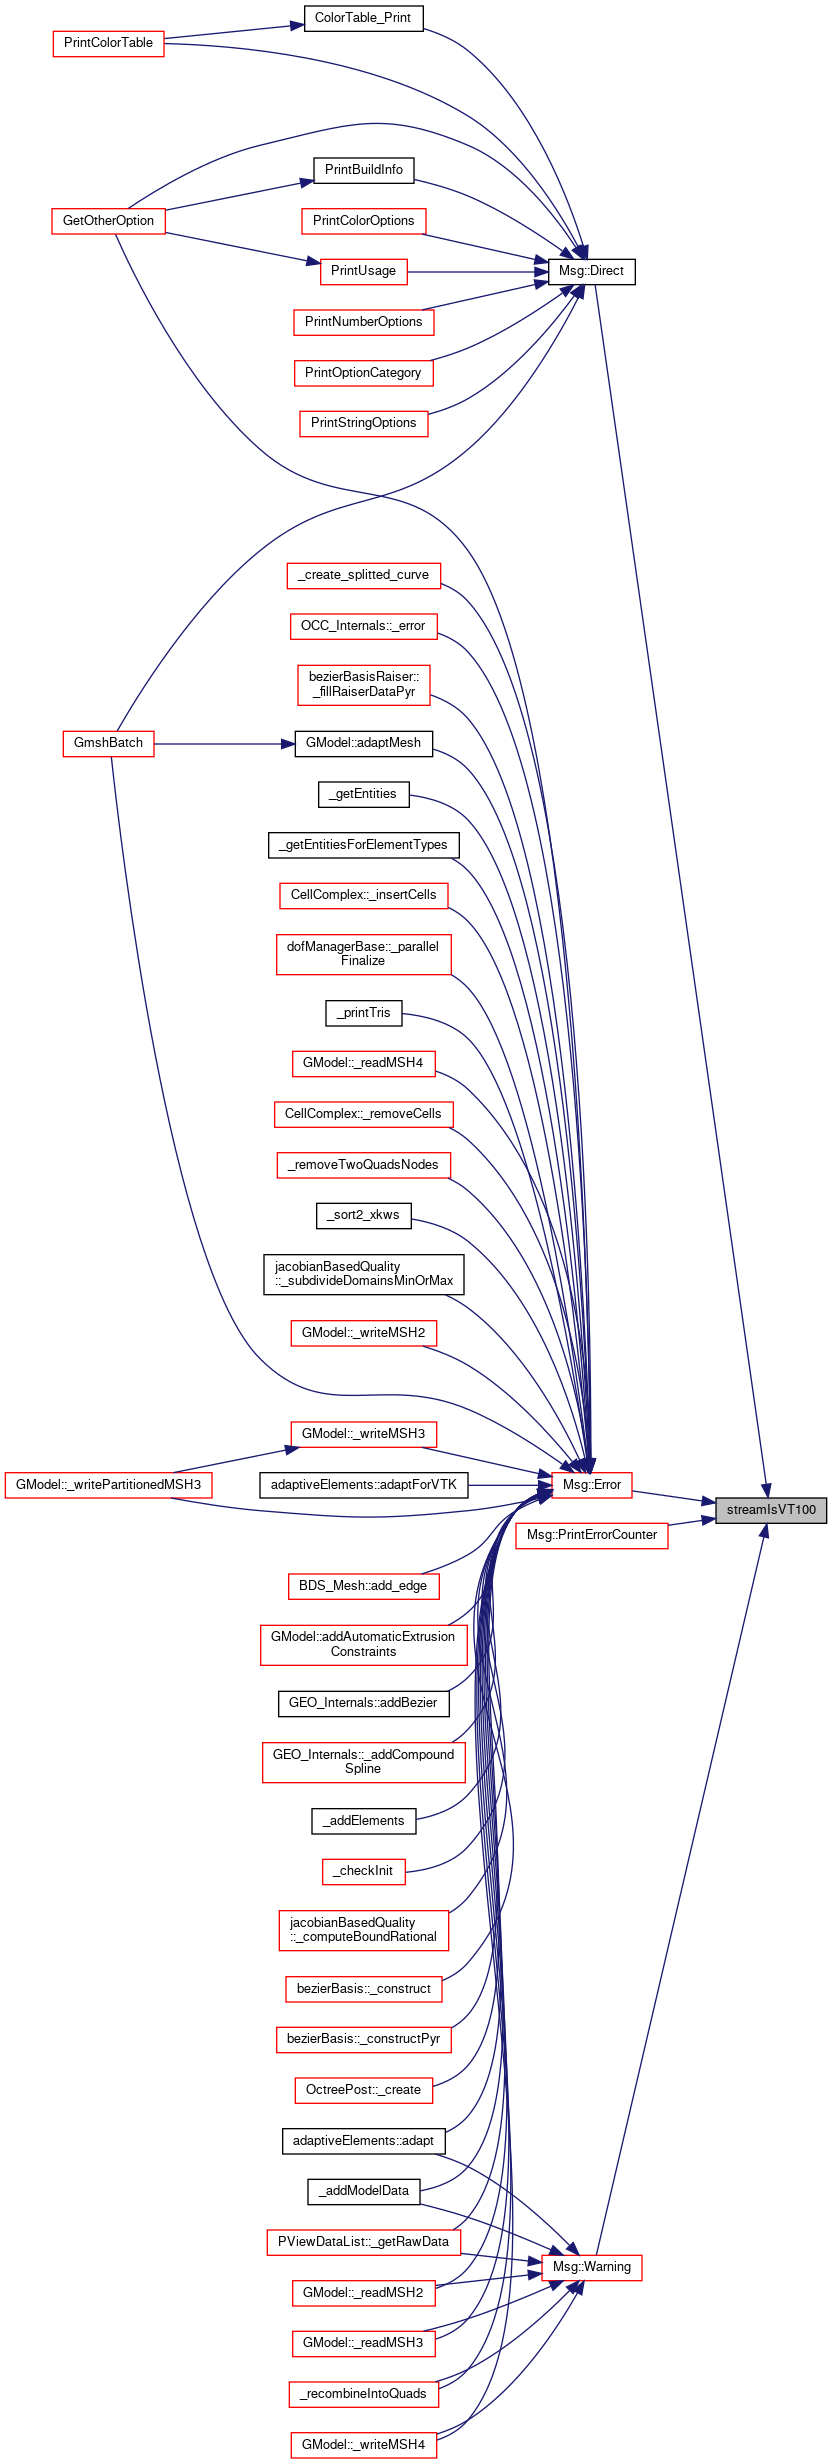 ColorTable_Print
PrintColorTable
PrintBuildInfo
GetOtherOption
PrintColorOptions
PrintUsage
Msg::Direct
PrintNumberOptions
PrintOptionCategory
PrintStringOptions
_create_splitted_curve
OCC_Internals::_error
bezierBasisRaiser::
_fillRaiserDataPyr
GmshBatch
GModel::adaptMesh
_getEntities
_getEntitiesForElementTypes
CellComplex::_insertCells
dofManagerBase::_parallel
Finalize
_printTris
GModel::_readMSH4
CellComplex::_removeCells
_removeTwoQuadsNodes
_sort2_xkws
jacobianBasedQuality
::_subdivideDomainsMinOrMax
GModel::_writeMSH2
GModel::_writeMSH3
GModel::_writePartitionedMSH3
adaptiveElements::adaptForVTK
Msg::Error
streamIsVT100
Msg::PrintErrorCounter
BDS_Mesh::add_edge
GModel::addAutomaticExtrusion
Constraints
GEO_Internals::addBezier
GEO_Internals::_addCompound
Spline
_addElements
_checkInit
jacobianBasedQuality
::_computeBoundRational
bezierBasis::_construct
bezierBasis::_constructPyr
OctreePost::_create
adaptiveElements::adapt
_addModelData
PViewDataList::_getRawData
Msg::Warning
GModel::_readMSH2
GModel::_readMSH3
_recombineIntoQuads
GModel::_writeMSH4